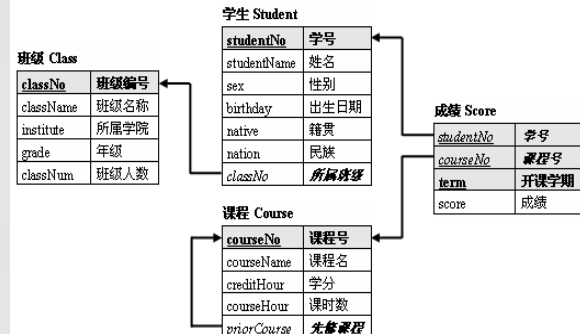 学生 Student
studentNo 学号
studentName 姓名
sex 性别
birthday 出生日期
native 籍贯
nation 民族
classNo 所属班级
班级 Class
classNo 班级编号
className 班级名称
institute 所属学院
grade 年级
classNum 班级人数
成绩 Score
studentNo 学号
courseNo 课程号
term 开课学期
score 成绩
课程 Course
courseNo 课程号
courseName 课程名
creditHour 学分
courseHour 课时数
priorCourse 先修课程